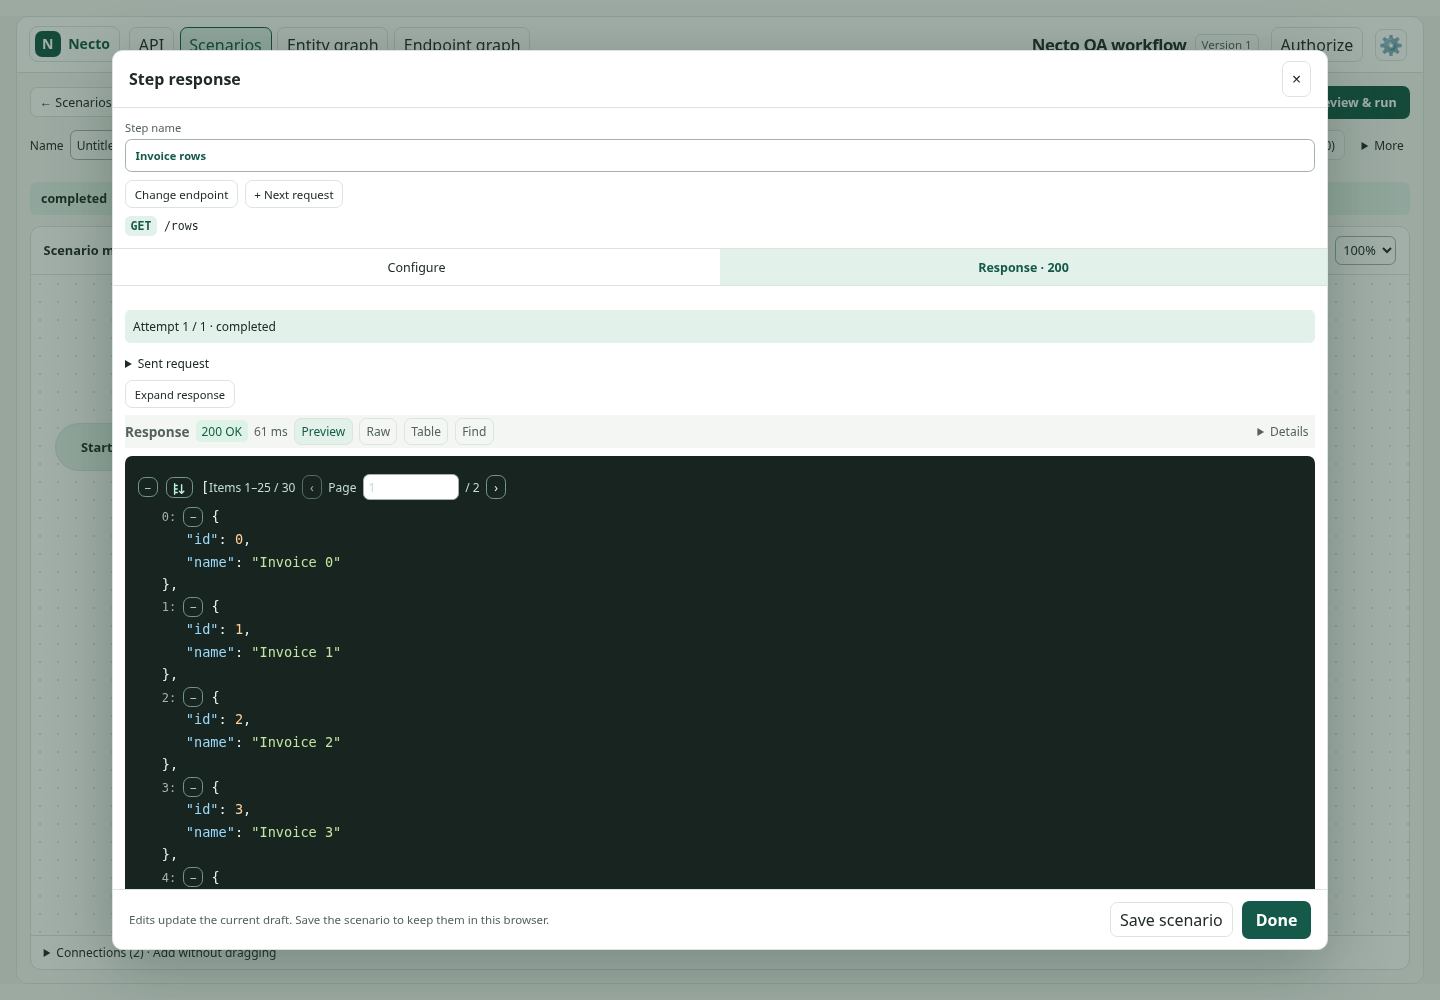 N Necto API Scenarios Entity graph Endpoint graph Necto QA workflow Version 1 Authorize
Step response ×
← Scenarios
Name
More
completed
Scenario
100%
Start
Step name
Invoice rows
Change endpoint + Next request
GET /rows
Configure Response · 200
Attempt 1 / 1 · completed
▶ Sent request
Expand response
Response 200 OK 61 ms Preview Raw Table Find ▶ Details
− [Items 1–25 / 30 ‹ Page 1 / 2 ›
0: − {
"id": 0,
"name": "Invoice 0"
},
1: − {
"id": 1,
"name": "Invoice 1"
},
2: − {
"id": 2,
"name": "Invoice 2"
},
3: − {
"id": 3,
"name": "Invoice 3"
},
4: − {
Edits update the current draft. Save the scenario to keep them in this browser. Save scenario Done
▶ Connections (2) · Add without dragging